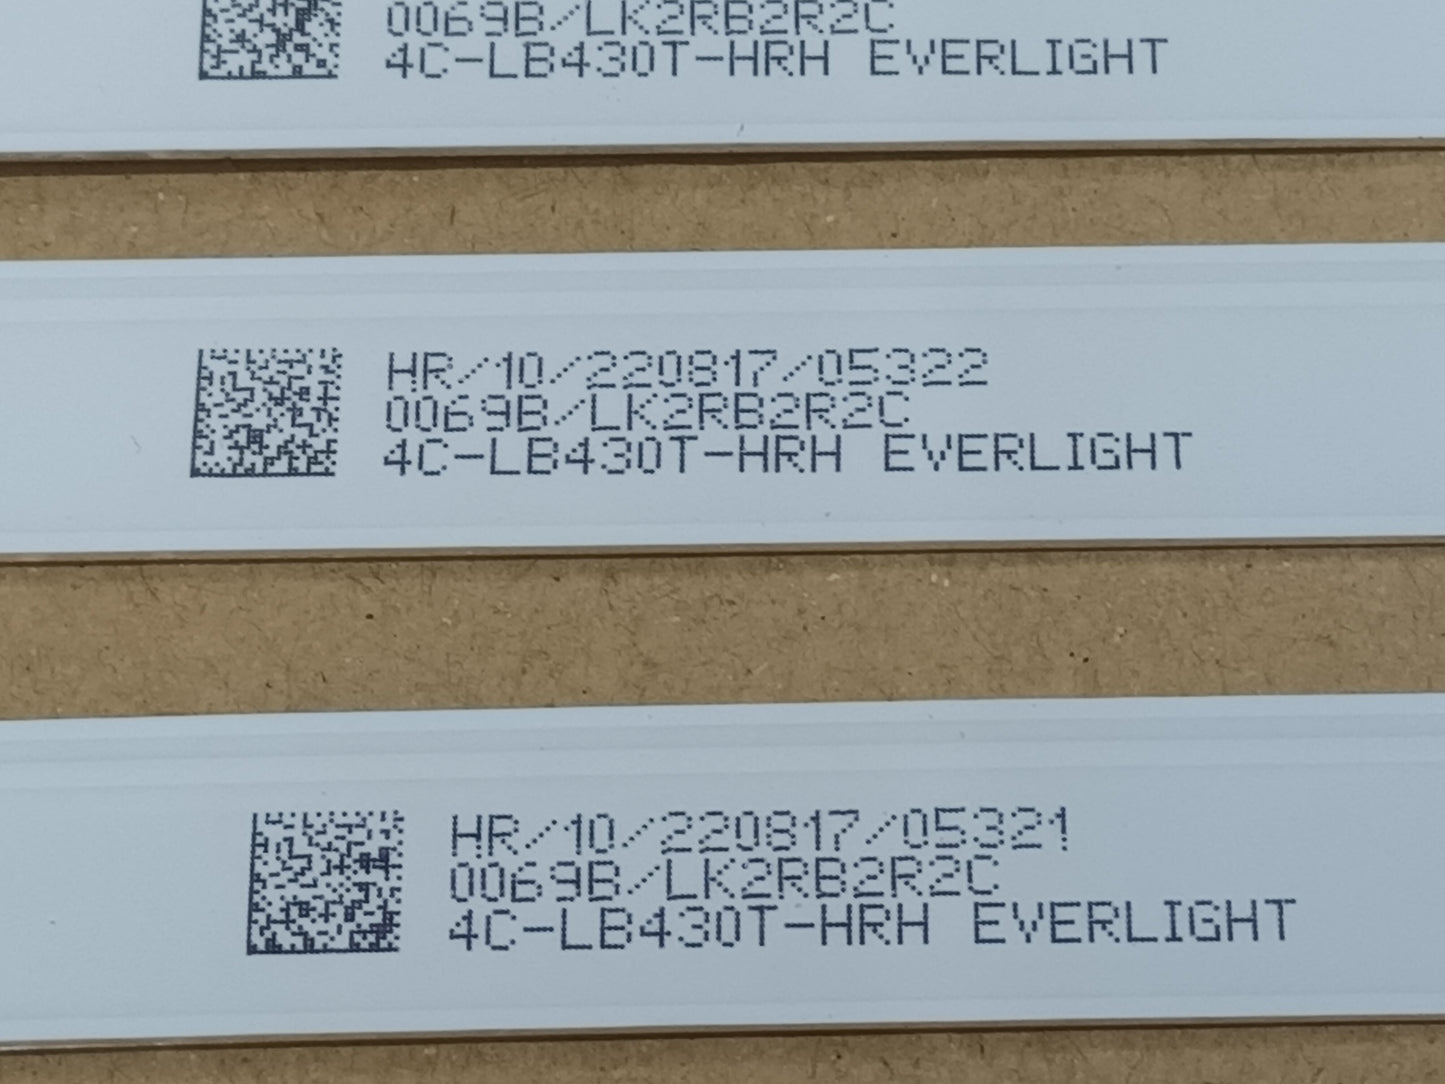 0069B/LK2RB2R2C
4C-LB430T-HRH EVERLIGHT
HR/10/220817/05322
0069B/LK2RB2R2C
4C-LB430T-HRH EVERLIGHT
HR/10/220817/05321
0069B/LK2RB2R2C
4C-LB430T-HRH EVERLIGHT